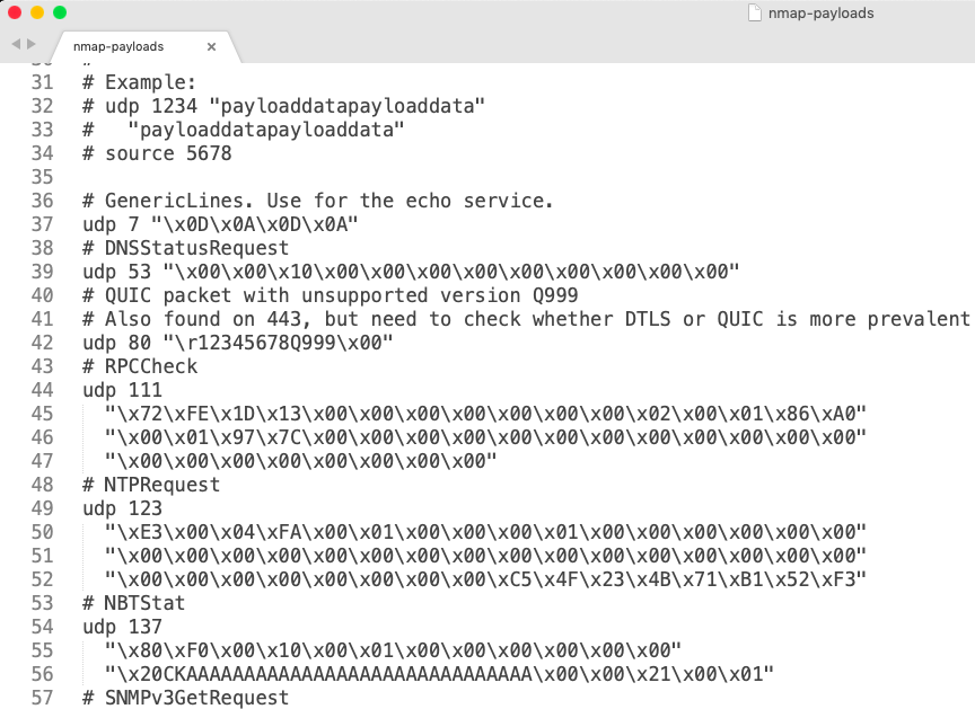 nmap-payloads
nmap-payloads ×
31 # Example:
32 # udp 1234 "payloaddatapayloaddata"
33 #   "payloaddatapayloaddata"
34 # source 5678
35
36 # GenericLines. Use for the echo service.
37 udp 7 "\x0D\x0A\x0D\x0A"
38 # DNSStatusRequest
39 udp 53 "\x00\x00\x10\x00\x00\x00\x00\x00\x00\x00\x00\x00"
40 # QUIC packet with unsupported version Q999
41 # Also found on 443, but need to check whether DTLS or QUIC is more prevalent
42 udp 80 "\r12345678Q999\x00"
43 # RPCCheck
44 udp 111
45   "\x72\xFE\x1D\x13\x00\x00\x00\x00\x00\x00\x00\x02\x00\x01\x86\xA0"
46   "\x00\x01\x97\x7C\x00\x00\x00\x00\x00\x00\x00\x00\x00\x00\x00\x00"
47   "\x00\x00\x00\x00\x00\x00\x00\x00"
48 # NTPRequest
49 udp 123
50   "\xE3\x00\x04\xFA\x00\x01\x00\x00\x00\x01\x00\x00\x00\x00\x00\x00"
51   "\x00\x00\x00\x00\x00\x00\x00\x00\x00\x00\x00\x00\x00\x00\x00\x00"
52   "\x00\x00\x00\x00\x00\x00\x00\x00\xC5\x4F\x23\x4B\x71\xB1\x52\xF3"
53 # NBTStat
54 udp 137
55   "\x80\xF0\x00\x10\x00\x01\x00\x00\x00\x00\x00\x00"
56   "\x20CKAAAAAAAAAAAAAAAAAAAAAAAAAAAAAA\x00\x00\x21\x00\x01"
57 # SNMPv3GetRequest